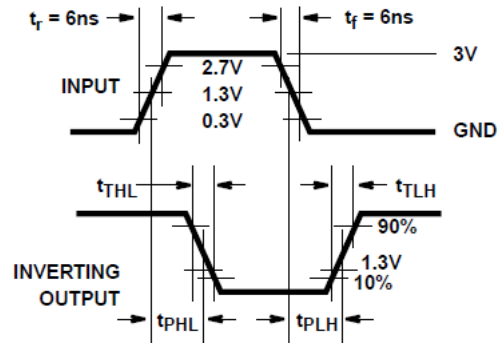 tr = 6ns
tf = 6ns
3V
INPUT
2.7V
1.3V
0.3V
GND
tTHL
tTLH
90%
INVERTING
OUTPUT
1.3V
10%
tPHL
tPLH